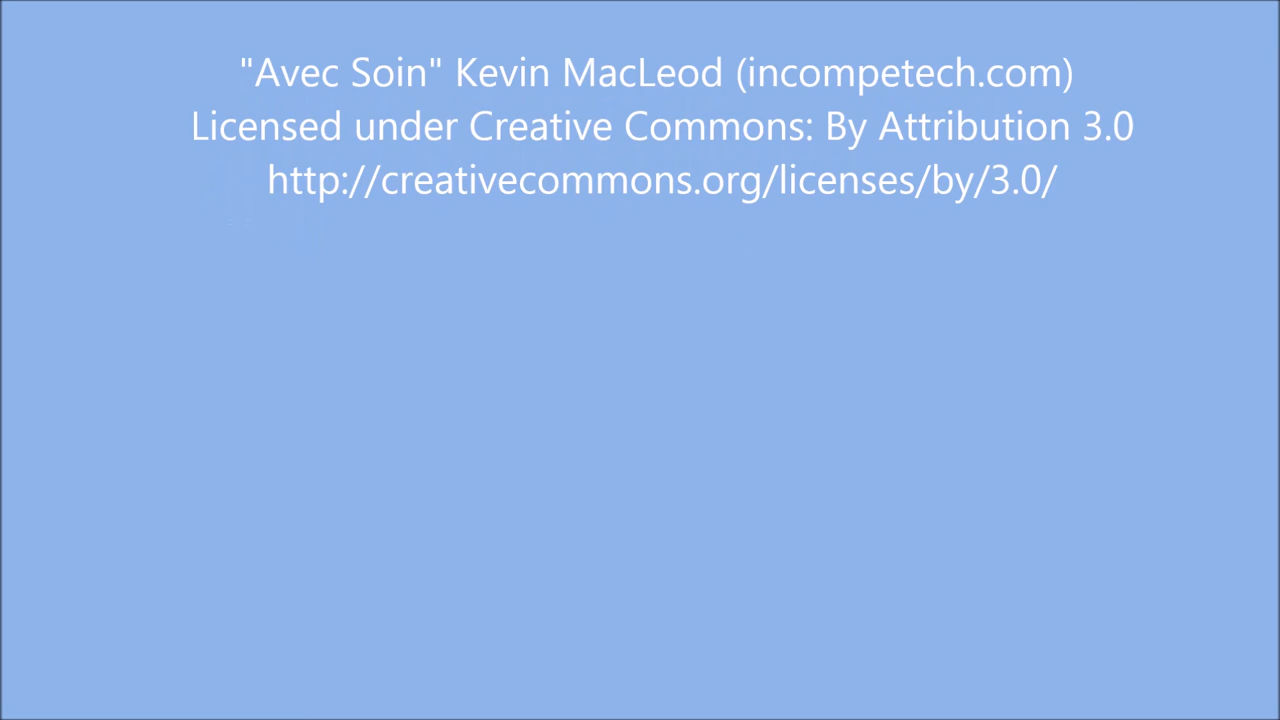 "Avec Soin" Kevin MacLeod (incompetech.com)
Licensed under Creative Commons: By Attribution 3.0
http://creativecommons.org/licenses/by/3.0/